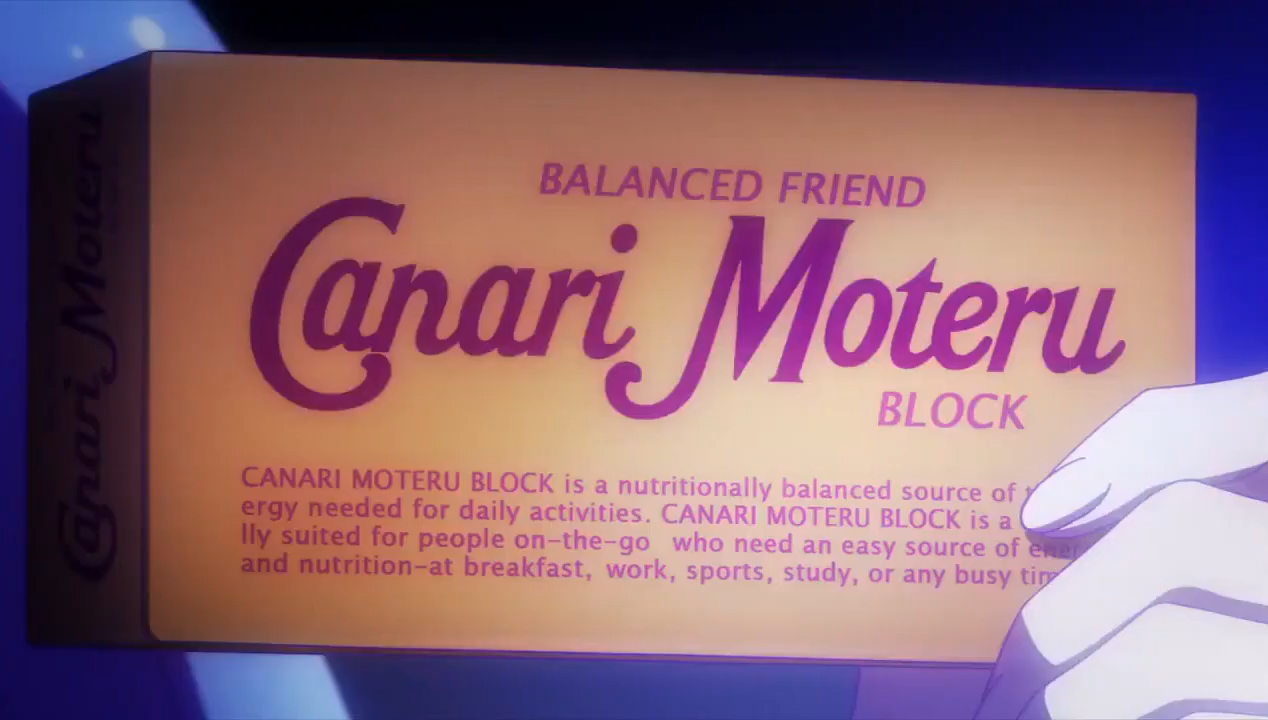 BALANCED FRIEND
Canari Moteru
BLOCK
CANARI MOTERU BLOCK is a nutritionally balanced source of
ergy needed for daily activities. CANARI MOTERU BLOCK is a
lly suited for people on-the-go who need an easy source of ener
and nutrition-at breakfast, work, sports, study, or any busy tim
Canari Moteru